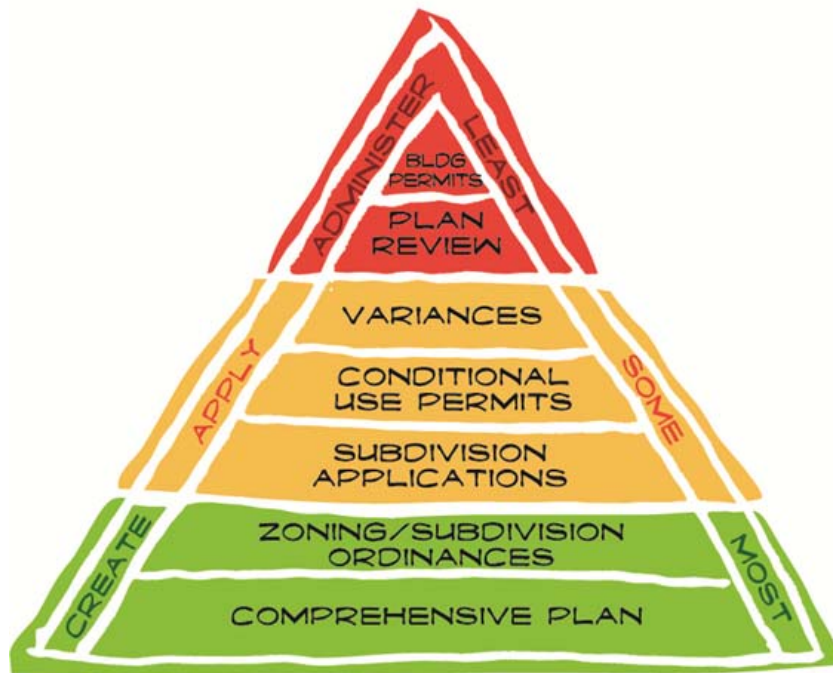 ADMINISTER
LEAST
BLDG
PERMITS
PLAN
REVIEW
APPLY
SOME
VARIANCES
CONDITIONAL
USE PERMITS
SUBDIVISION
APPLICATIONS
CREATE
MOST
ZONING/SUBDIVISION
ORDINANCES
COMPREHENSIVE PLAN